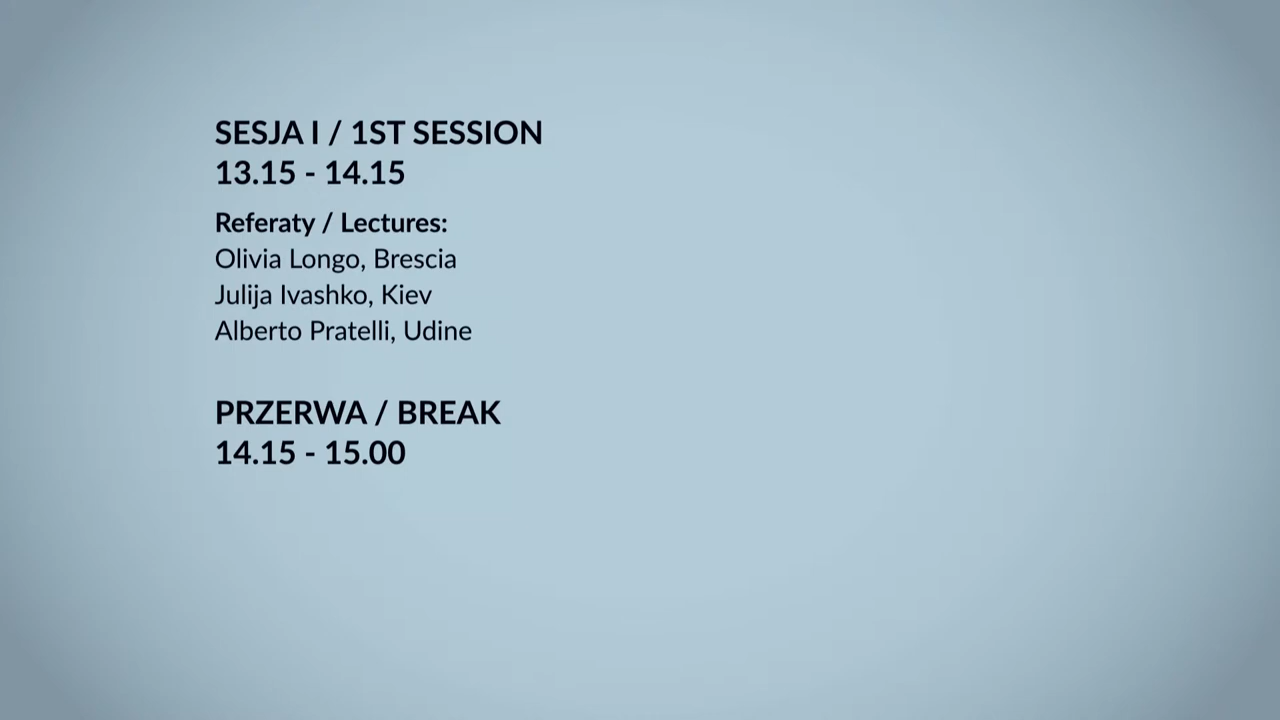 SESJA I / 1ST SESSION
13.15 - 14.15
Referaty / Lectures:
Olivia Longo, Brescia
Julija Ivashko, Kiev
Alberto Pratelli, Udine
PRZERWA / BREAK
14.15 - 15.00